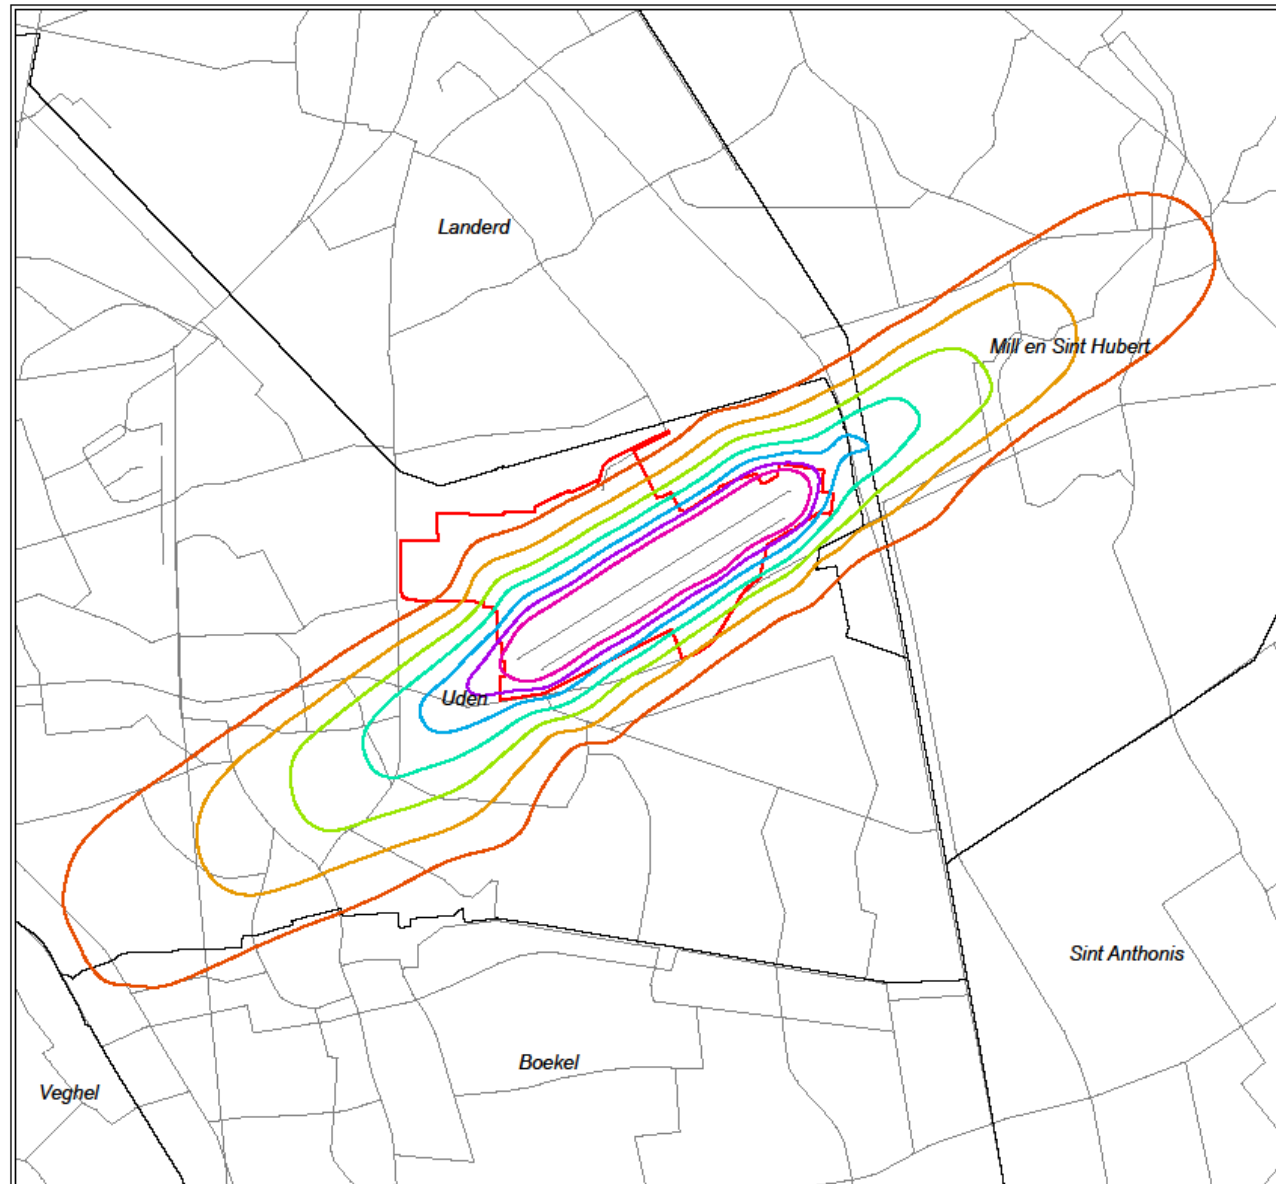 Landerd
Mill en Sint Hubert
Uden
Sint Anthonis
Boekel
Veghel